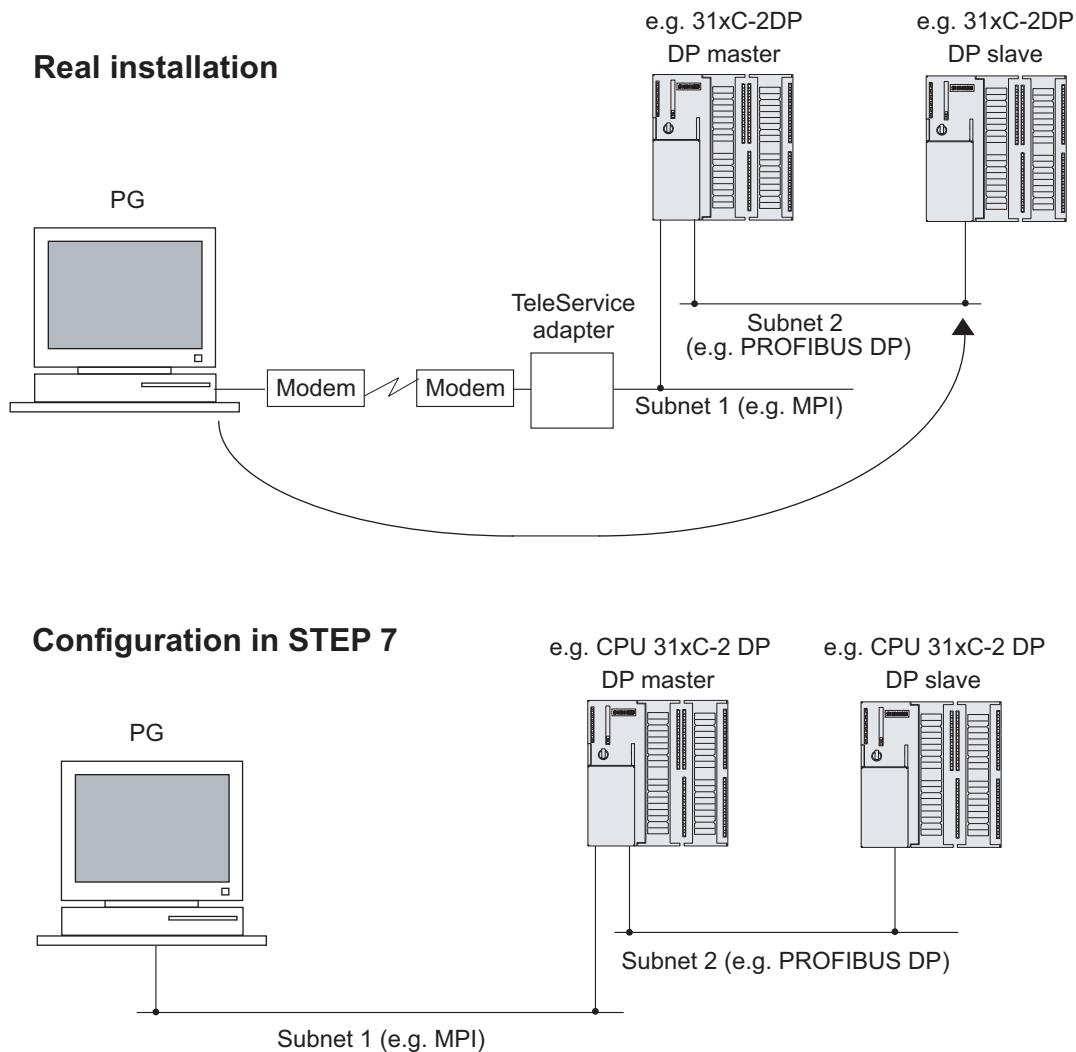 Real installation
e.g. 31xC-2DP
DP master
e.g. 31xC-2DP
DP slave
PG
TeleService
adapter
Subnet 2
(e.g. PROFIBUS DP)
Modem
Modem
Subnet 1 (e.g. MPI)
Configuration in STEP 7
e.g. CPU 31xC-2 DP
DP master
e.g. CPU 31xC-2 DP
DP slave
PG
Subnet 2 (e.g. PROFIBUS DP)
Subnet 1 (e.g. MPI)